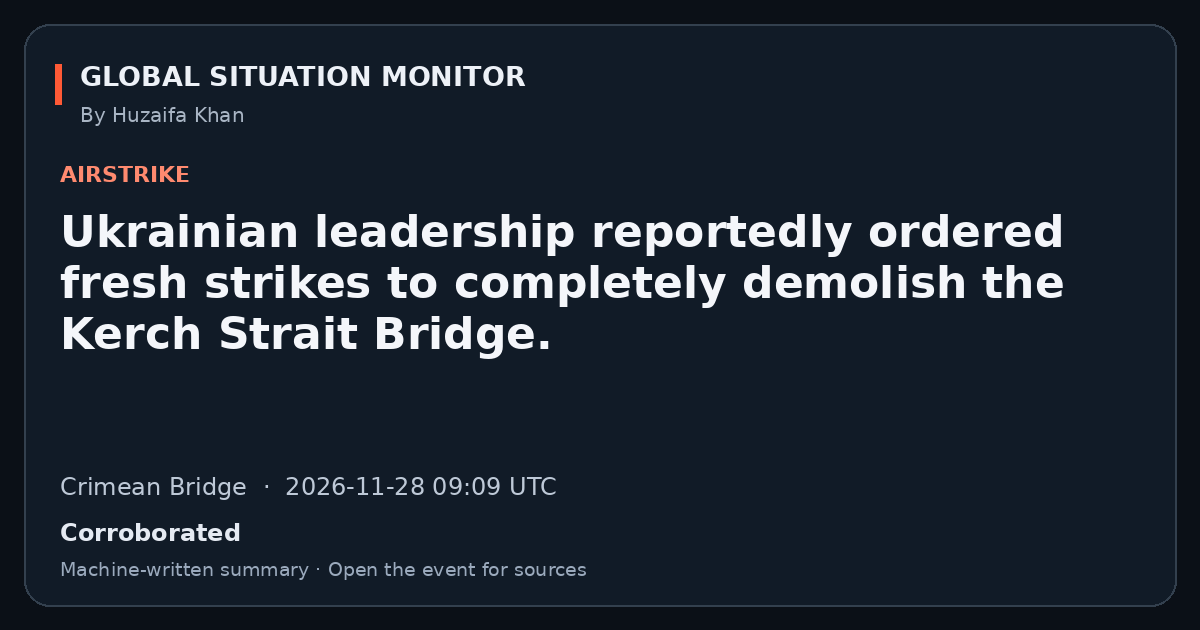 GLOBAL SITUATION MONITOR
By Huzaifa Khan
AIRSTRIKE
Ukrainian leadership reportedly ordered
fresh strikes to completely demolish the
Kerch Strait Bridge.
Crimean Bridge · 2026-11-28 09:09 UTC
Corroborated
Machine-written summary · Open the event for sources